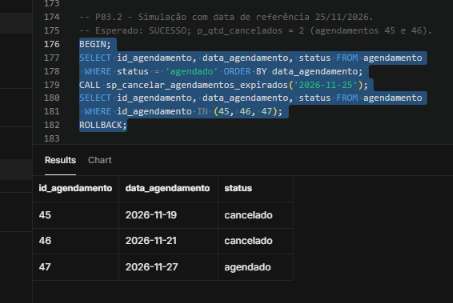 173
174 -- P03.2 - Simulação com data de referência 25/11/2026.
175 -- Esperado: SUCESSO; p_qtd_cancelados = 2 (agendamentos 45 e 46).
176 BEGIN;
177 SELECT id_agendamento, data_agendamento, status FROM agendamento
178 WHERE status = 'agendado' ORDER BY data_agendamento;
179 CALL sp_cancelar_agendamentos_expirados('2026-11-25');
180 SELECT id_agendamento, data_agendamento, status FROM agendamento
181 WHERE id_agendamento IN (45, 46, 47);
182 ROLLBACK;
183
Results Chart
id_agendamento data_agendamento status
45 2026-11-19 cancelado
46 2026-11-21 cancelado
47 2026-11-27 agendado